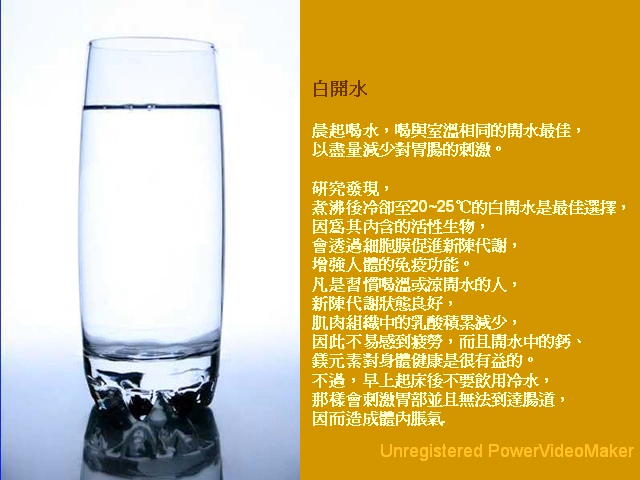 白開水
晨起喝水，喝與室溫相同的開水最佳，
以盡量減少對胃腸的刺激。
研究發現，
煮沸後冷卻至20~25℃的白開水是最佳選擇，
因為其內含的活性生物，
會透過細胞膜促進新陳代謝，
增強人體的免疫功能。
凡是習慣喝溫或涼開水的人，
新陳代謝狀態良好，
肌肉組織中的乳酸積累減少，
因此不易感到疲勞，而且開水中的鈣、
鎂元素對身體健康是很有益的。
不過，早上起床後不要飲用冷水，
那樣會刺激胃部並且無法到達腸道，
因而造成體內脹氣.
Unregistered PowerVideoMaker